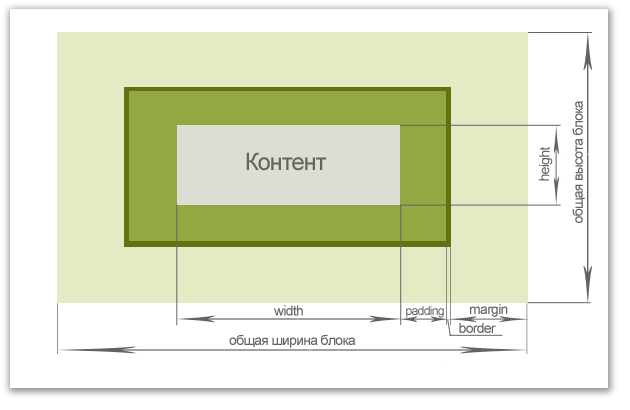 Контент
height
общая высота блока
width
padding
margin
border
общая ширина блока